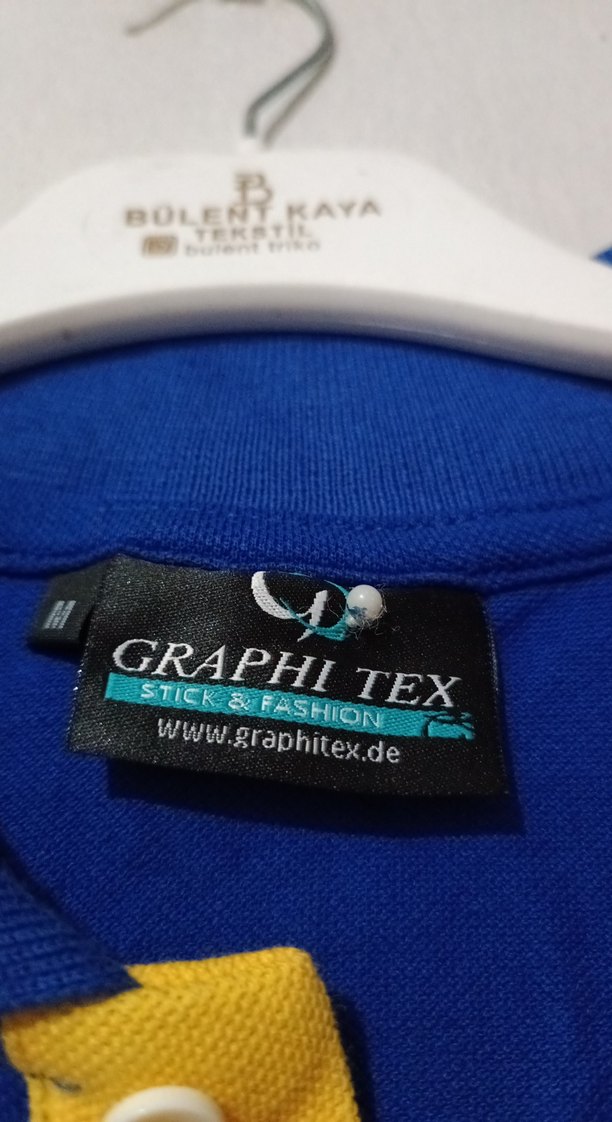 BÜLENT KAYA
TEKSTİL
bulent triko
GRAPHI TEX
STICK & FASHION
www.graphitex.de